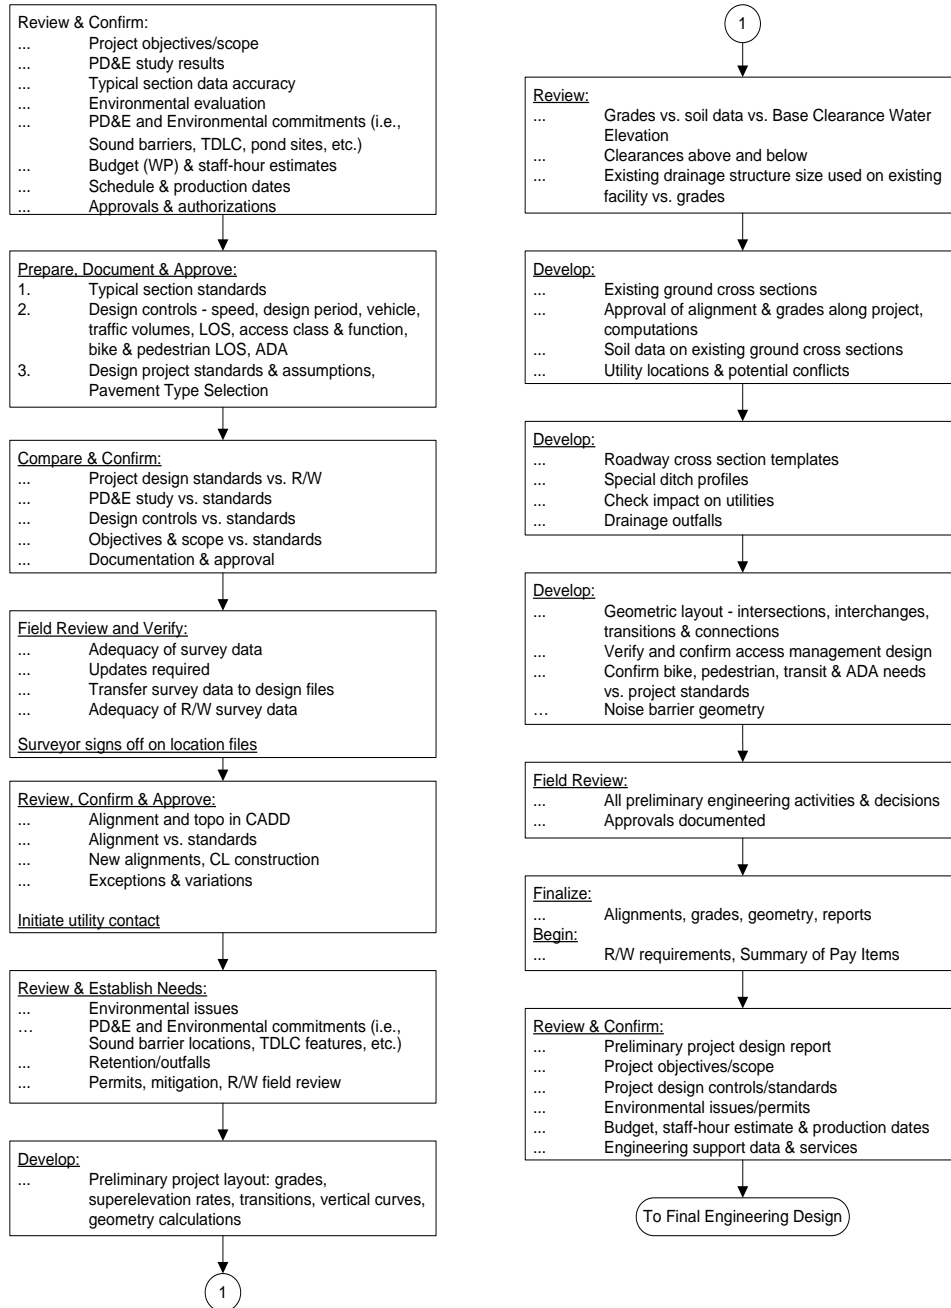 Review & Confirm:
... Project objectives/scope
... PD&E study results
... Typical section data accuracy
... Environmental evaluation
... PD&E and Environmental commitments (i.e.,
Sound barriers, TDLC, pond sites, etc.)
... Budget (WP) & staff-hour estimates
... Schedule & production dates
... Approvals & authorizations
Prepare, Document & Approve:
1. Typical section standards
2. Design controls - speed, design period, vehicle,
traffic volumes, LOS, access class & function,
bike & pedestrian LOS, ADA
3. Design project standards & assumptions,
Pavement Type Selection
Compare & Confirm:
... Project design standards vs. R/W
... PD&E study vs. standards
... Design controls vs. standards
... Objectives & scope vs. standards
... Documentation & approval
Field Review and Verify:
... Adequacy of survey data
... Updates required
... Transfer survey data to design files
... Adequacy of R/W survey data
Surveyor signs off on location files
Review, Confirm & Approve:
... Alignment and topo in CADD
... Alignment vs. standards
... New alignments, CL construction
... Exceptions & variations
Initiate utility contact
Review & Establish Needs:
... Environmental issues
… PD&E and Environmental commitments (i.e.,
Sound barrier locations, TDLC features, etc.)
... Retention/outfalls
... Permits, mitigation, R/W field review
Develop:
... Preliminary project layout: grades,
superelevation rates, transitions, vertical curves,
geometry calculations
1
1
Review:
... Grades vs. soil data vs. Base Clearance Water
Elevation
... Clearances above and below
... Existing drainage structure size used on existing
facility vs. grades
Develop:
... Existing ground cross sections
... Approval of alignment & grades along project,
computations
... Soil data on existing ground cross sections
... Utility locations & potential conflicts
Develop:
... Roadway cross section templates
... Special ditch profiles
... Check impact on utilities
... Drainage outfalls
Develop:
... Geometric layout - intersections, interchanges,
transitions & connections
... Verify and confirm access management design
... Confirm bike, pedestrian, transit & ADA needs
vs. project standards
… Noise barrier geometry
Field Review:
... All preliminary engineering activities & decisions
... Approvals documented
Finalize:
... Alignments, grades, geometry, reports
Begin:
... R/W requirements, Summary of Pay Items
Review & Confirm:
... Preliminary project design report
... Project objectives/scope
... Project design controls/standards
... Environmental issues/permits
... Budget, staff-hour estimate & production dates
... Engineering support data & services
To Final Engineering Design